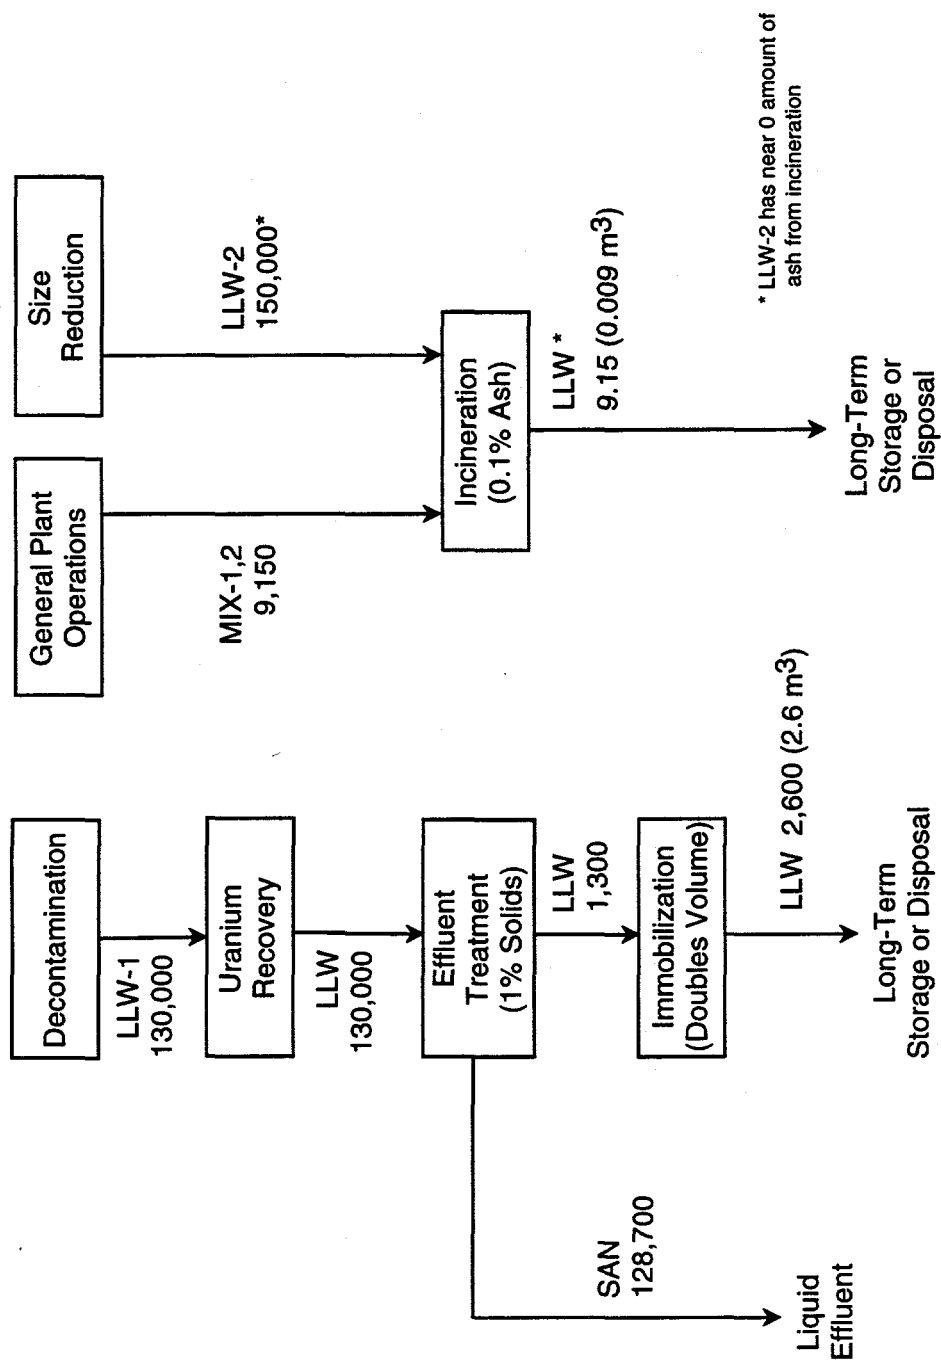 Decontamination
LLW-1
130,000
Uranium
Recovery
LLW
130,000
Effluent
Treatment
(1% Solids)
SAN
128,700
Liquid
Effluent
LLW
1,300
Immobilization
(Doubles Volume)
LLW 2,600 (2.6 m³)
Long-Term
Storage or Disposal
General Plant
Operations
MIX-1,2
9,150
Size
Reduction
LLW-2
150,000*
Incineration
(0.1% Ash)
LLW *
9.15 (0.009 m³)
Long-Term
Storage or
Disposal
* LLW-2 has near 0 amount of
ash from incineration